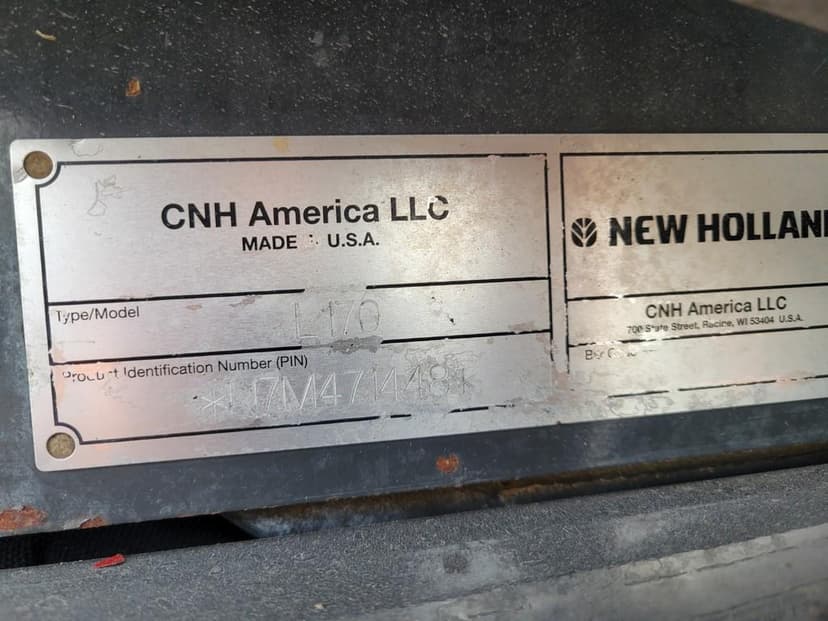 CNH America LLC
MADE U.S.A.
Type/Model
L170
Product Identification Number (PIN)
*N7M471448*
NEW HOLLAND
CNH America LLC
700 State Street, Racine, WI 53404 U.S.A.